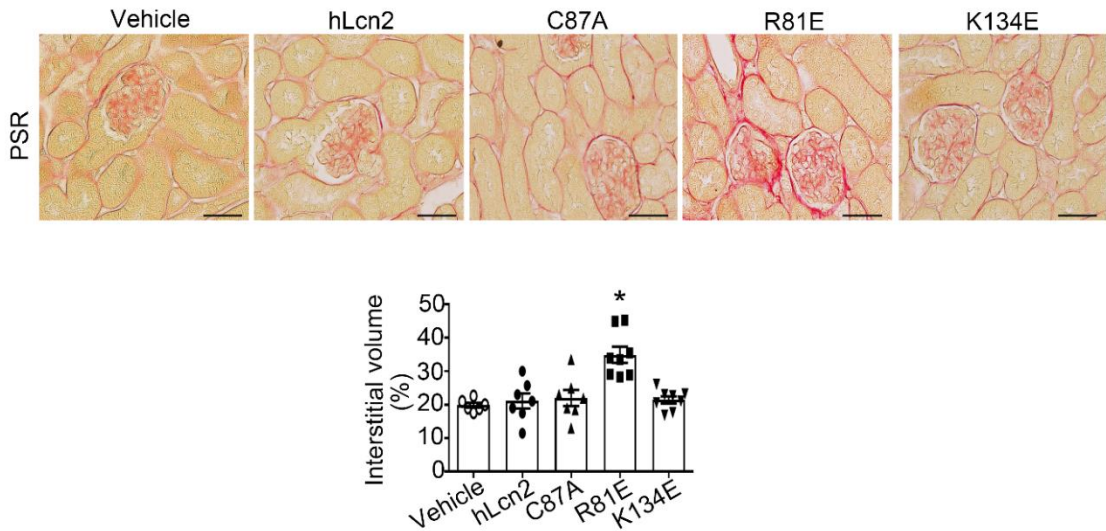 Vehicle hLcn2 C87A R81E K134E
PSR
Interstitial volume
(%)
50
*
40
30
20
10
0
Vehicle hLcn2 C87A R81E K134E